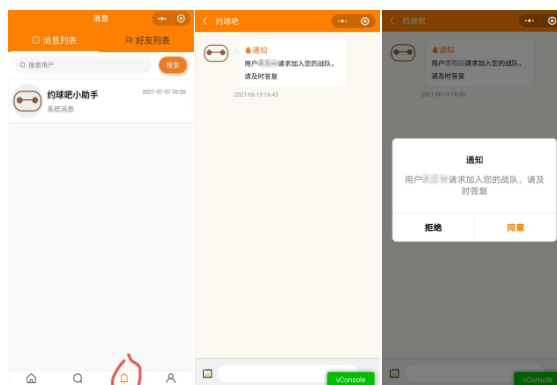 消息
消息列表
好友列表
搜索用户
搜索
约球吧小助手
2021-07-07 00:00
系统消息
约球吧
通知
用户请求加入您的战队,
请及时答复
2021-06-19 16:43
vConsole
约球吧
通知
用户请求加入您的战队,
请及时答复
2021-06-19 16:43
通知
用户请求加入您的战队，请及
时答复
拒绝
同意
vConsole